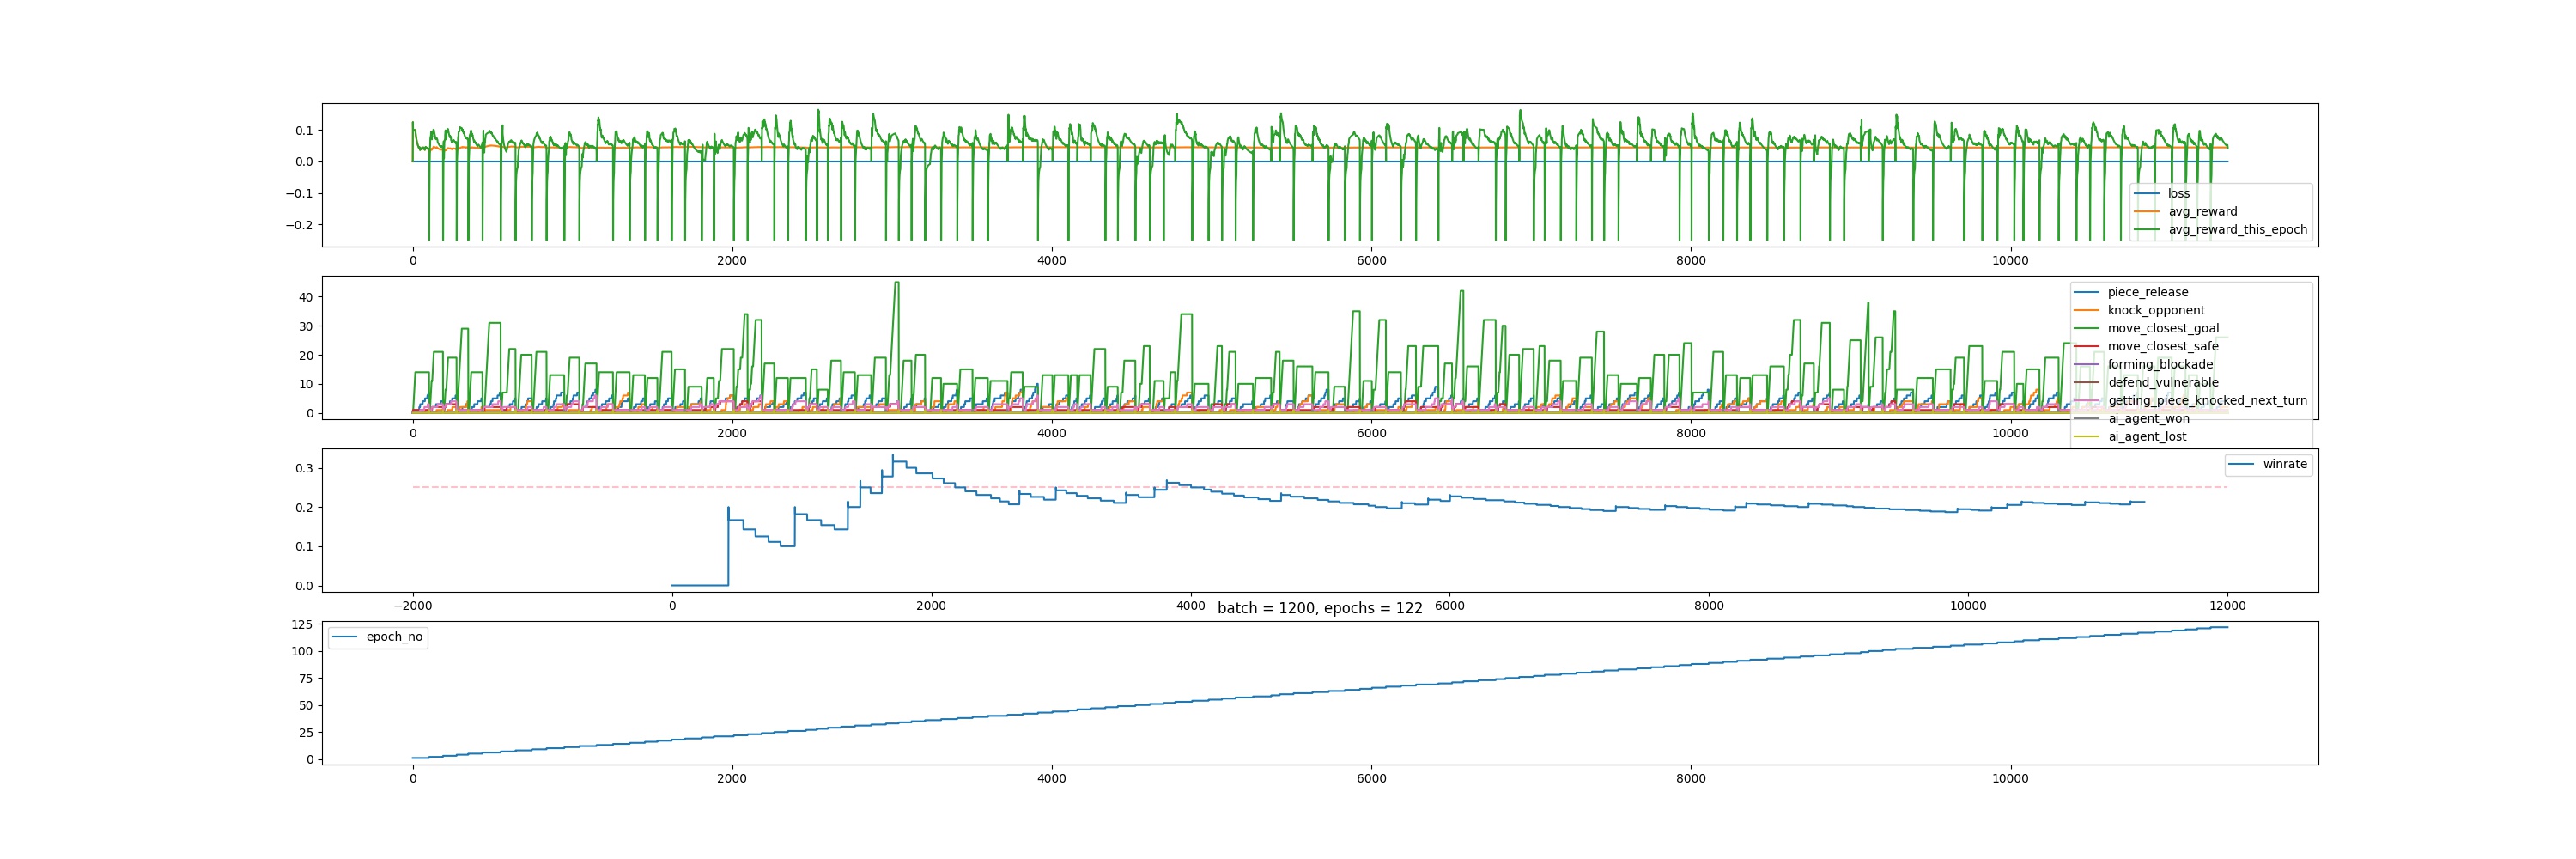 0.1
0.0
−0.1
−0.2
loss
avg_reward
avg_reward_this_epoch
0 2000 4000 6000 8000 10000
40
30
20
10
0
piece_release
knock_opponent
move_closest_goal
move_closest_safe
forming_blockade
defend_vulnerable
getting_piece_knocked_next_turn
ai_agent_won
ai_agent_lost
0 2000 4000 6000 8000 10000
0.3
0.2
0.1
0.0
winrate
−2000 0 2000 4000 6000 8000 10000 12000
batch = 1200, epochs = 122
125
100
75
50
25
0
epoch_no
0 2000 4000 6000 8000 10000